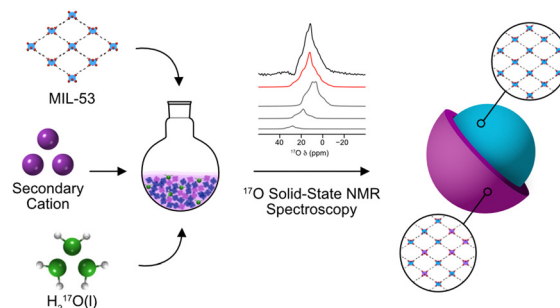 MIL-53
Secondary
Cation
H₂¹⁷O(l)
40 20 0 −20
¹⁷O δ (ppm)
¹⁷O Solid-State NMR
Spectroscopy